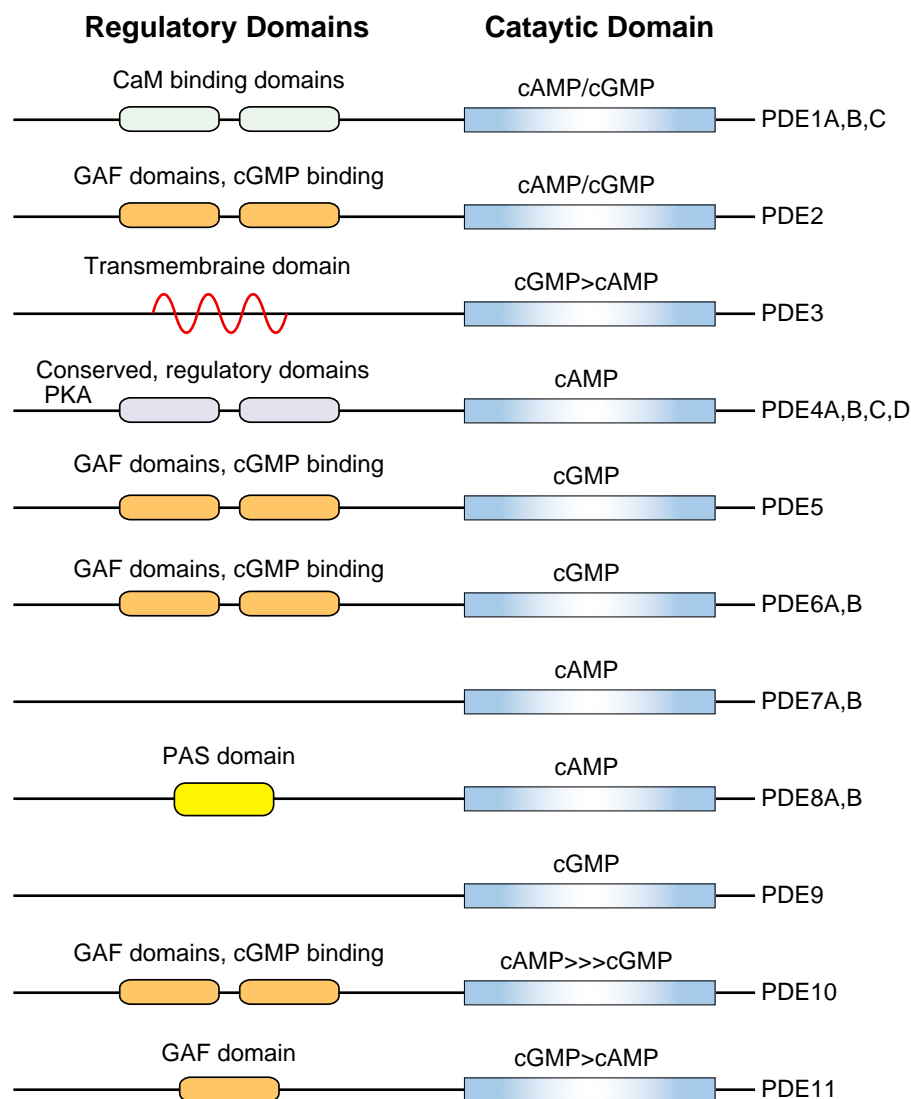 Regulatory Domains Cataytic Domain
CaM binding domains
cAMP/cGMP
PDE1A,B,C
GAF domains, cGMP binding
cAMP/cGMP
PDE2
Transmembraine domain
cGMP>cAMP
PDE3
Conserved, regulatory domains
PKA
cAMP
PDE4A,B,C,D
GAF domains, cGMP binding
cGMP
PDE5
GAF domains, cGMP binding
cGMP
PDE6A,B
cAMP
PDE7A,B
PAS domain
cAMP
PDE8A,B
cGMP
PDE9
GAF domains, cGMP binding
cAMP>>>cGMP
PDE10
GAF domain
cGMP>cAMP
PDE11